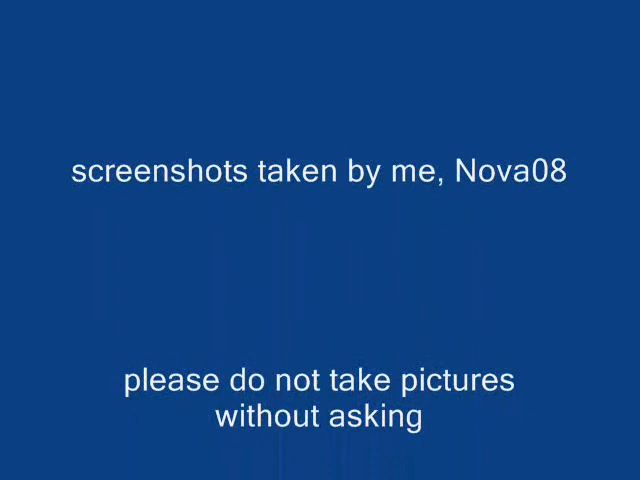 screenshots taken by me, Nova08
please do not take pictures
without asking